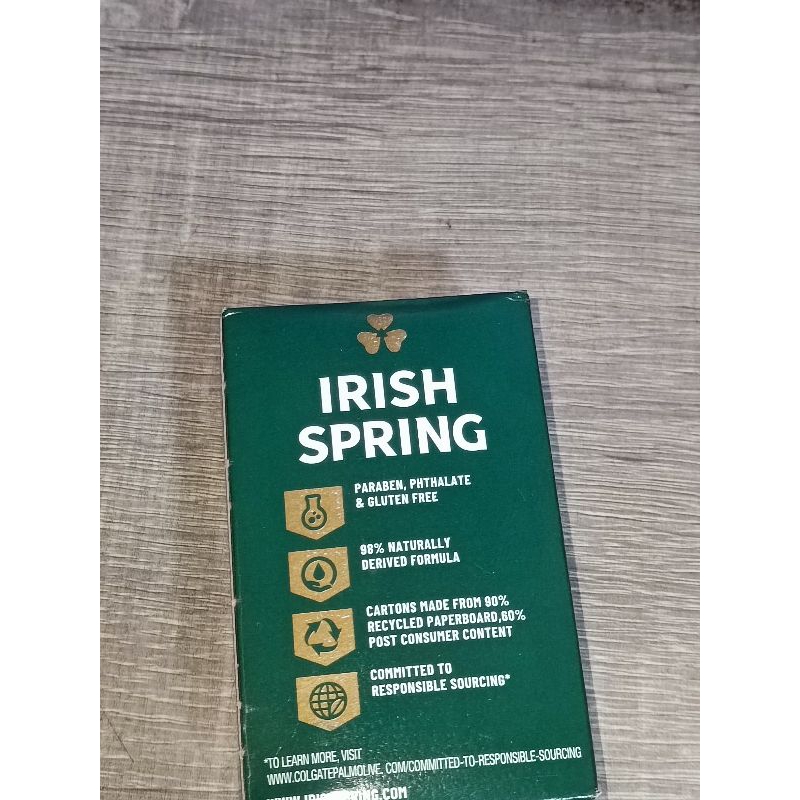 IRISH
SPRING
PARABEN, PHTHALATE
& GLUTEN FREE
98% NATURALLY
DERIVED FORMULA
CARTONS MADE FROM 90%
RECYCLED PAPERBOARD,60%
POST CONSUMER CONTENT
COMMITTED TO
RESPONSIBLE SOURCING*
*TO LEARN MORE, VISIT
WWW.COLGATEPALMOLIVE. COM/COMMITTED-TO-RESPONSIBLE-SOURCING